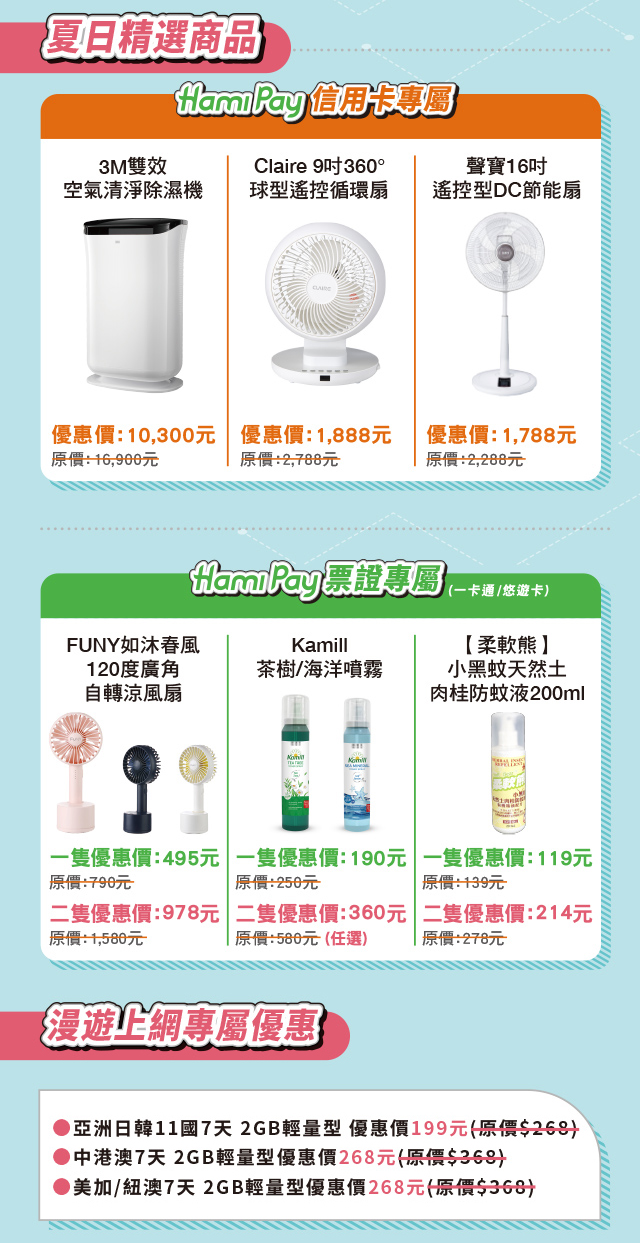 夏日精選商品
Hami Pay 信用卡專屬
3M雙效
空氣清淨除濕機
優惠價:10,300元
原價:16,900元
Claire 9吋360°
球型遙控循環扇
CLAIRE
優惠價:1,888元
原價:2,788元
聲寶16吋
遙控型DC節能扇
優惠價:1,788元
原價:2,288元
Hami Pay 票證專屬 (一卡通/悠遊卡)
FUNY如沐春風
120度廣角
自轉涼風扇
一隻優惠價:495元
原價:790元
二隻優惠價:978元
原價:1,580元
Kamill
茶樹/海洋噴霧
Kamill
TEA TREE
Kamill
SEA MINERAL
一隻優惠價:190元
原價:250元
二隻優惠價:360元
原價:580元 (任選)
【柔軟熊】
小黑蚊天然土
肉桂防蚊液200ml
一隻優惠價:119元
原價:139元
二隻優惠價:214元
原價:278元
漫遊上網專屬優惠
●亞洲日韓11國7天 2GB輕量型 優惠價199元(原價$268)
●中港澳7天 2GB輕量型優惠價268元(原價$368)
●美加/紐澳7天 2GB輕量型優惠價268元(原價$368)